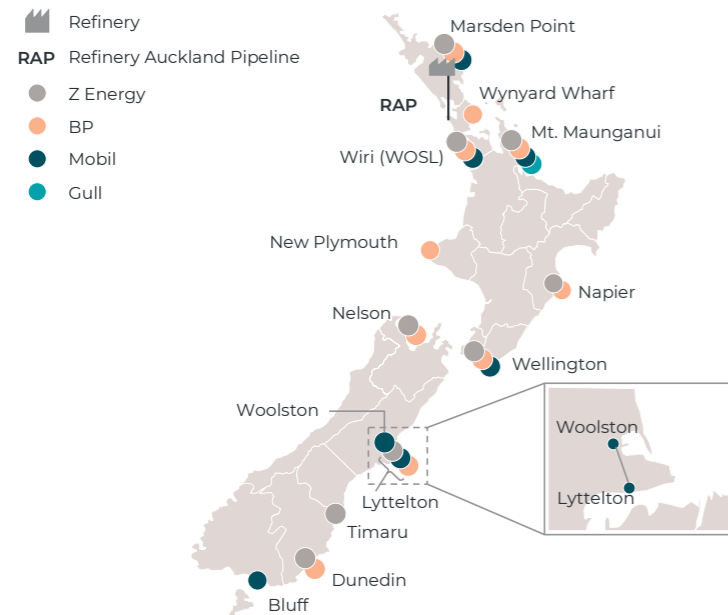 Refinery
RAP Refinery Auckland Pipeline
Z Energy
BP
Mobil
Gull
Marsden Point
Wynyard Wharf
RAP
Mt. Maunganui
Wiri (WOSL)
New Plymouth
Napier
Nelson
Wellington
Woolston
Lyttelton
Timaru
Dunedin
Bluff
Woolston
Lyttelton